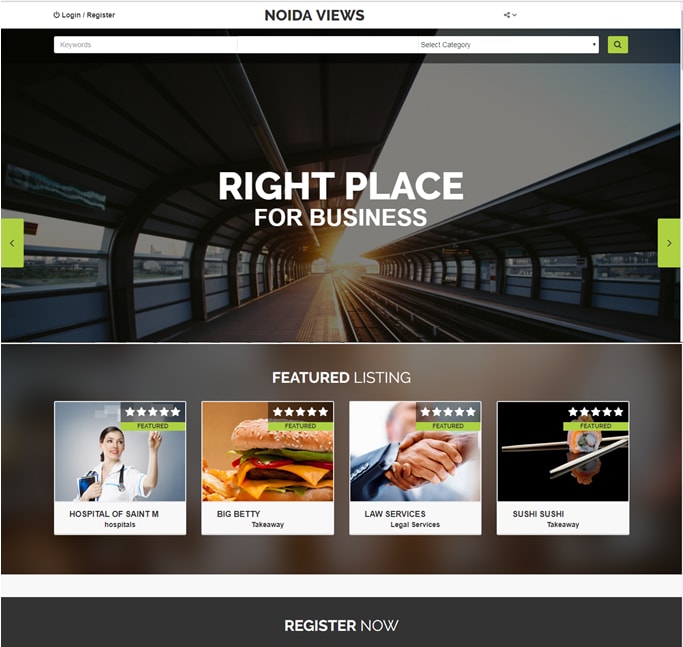 Login / Register
NOIDA VIEWS
Keywords
Select Category
RIGHT PLACE
FOR BUSINESS
FEATURED LISTING
FEATURED
HOSPITAL OF SAINT M
hospitals
FEATURED
BIG BETTY
Takeaway
FEATURED
LAW SERVICES
Legal Services
FEATURED
SUSHI SUSHI
Takeaway
REGISTER NOW